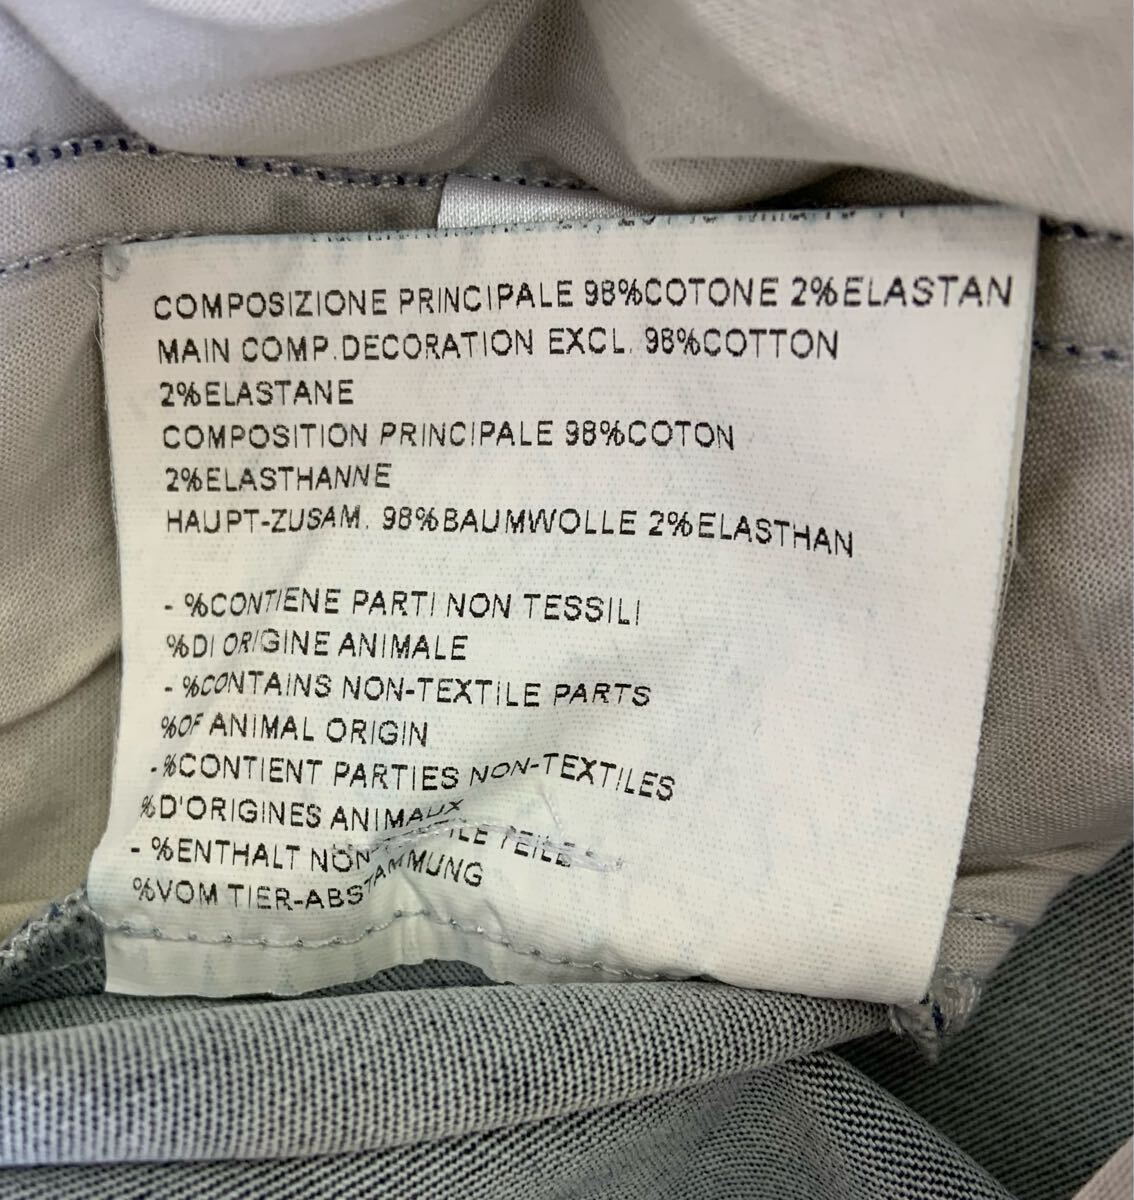 COMPOSIZIONE PRINCIPALE 98%COTONE 2%ELASTAN
MAIN COMP.DECORATION EXCL. 98%COTTON
2%ELASTANE
COMPOSITION PRINCIPALE 98%COTON
2%ELASTHANNE
HAUPT-ZUSAM. 98%BAUMWOLLE 2%ELASTHAN
- %CONTIENE PARTI NON TESSILI
%DI ORIGINE ANIMALE
- %CONTAINS NON-TEXTILE PARTS
%OF ANIMAL ORIGIN
-%CONTIENT PARTIES NON-TEXTILES
%D'ORIGINES ANIMAUX
- %ENTHALT TEILE
%VOM TIER-ABSTAMMUNG